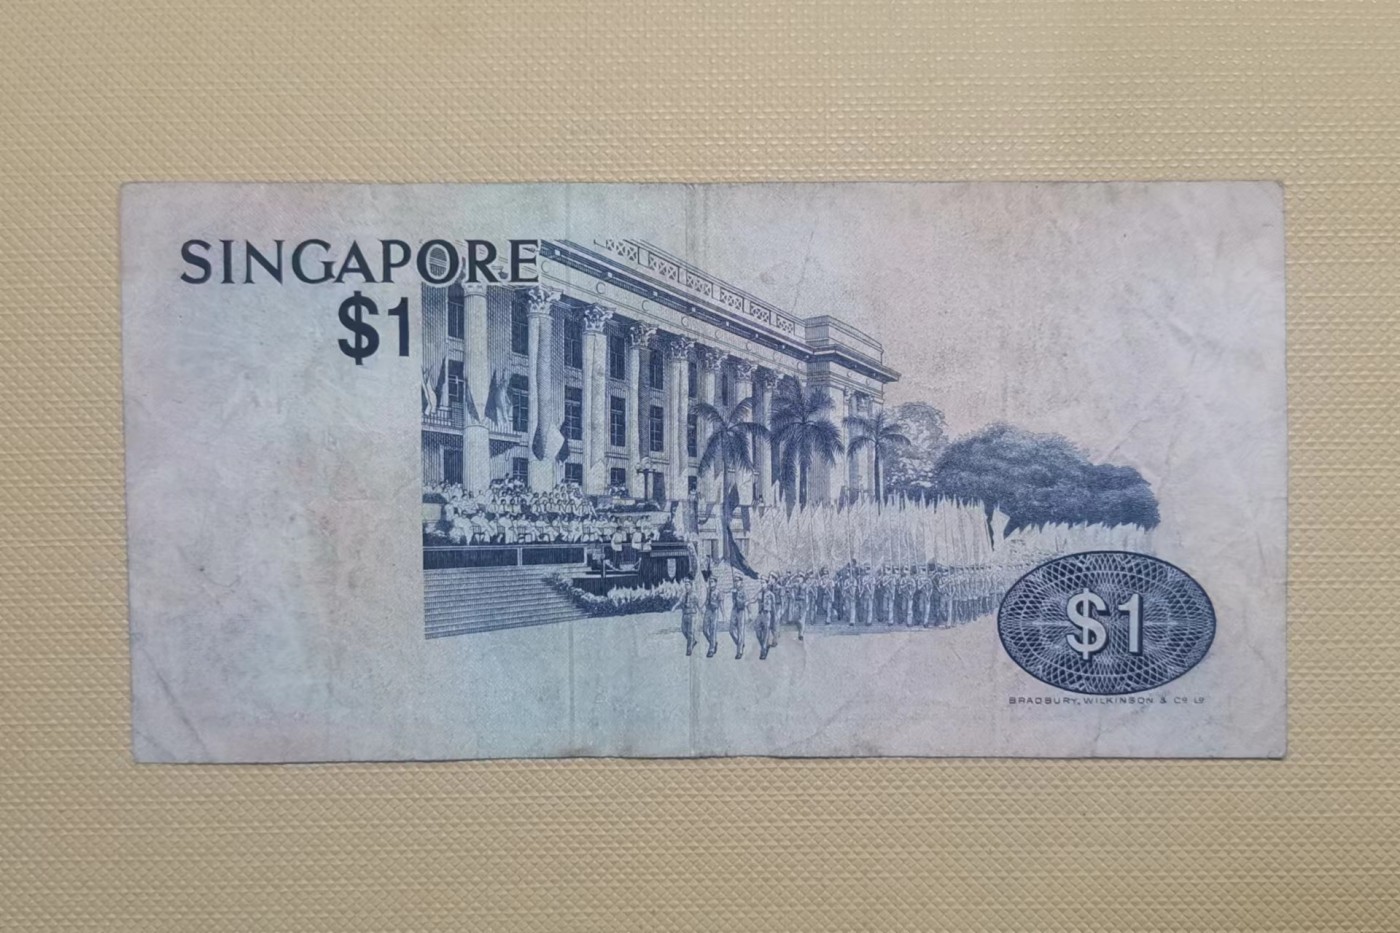 SINGAPORE
$1
$1
BRADBURY, WILKINSON & Cº. Lᴰ